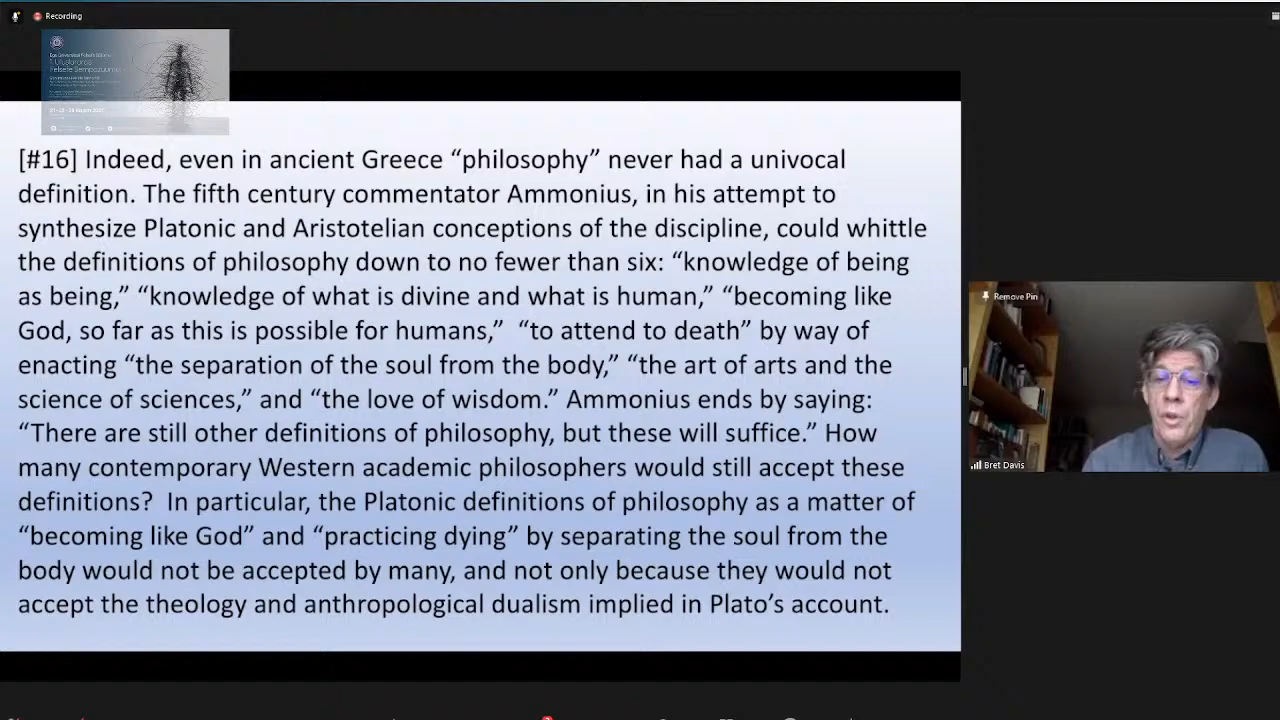 Recording
[#16] Indeed, even in ancient Greece “philosophy” never had a univocal
definition. The fifth century commentator Ammonius, in his attempt to
synthesize Platonic and Aristotelian conceptions of the discipline, could whittle
the definitions of philosophy down to no fewer than six: “knowledge of being
as being,” “knowledge of what is divine and what is human,” “becoming like
God, so far as this is possible for humans,”  “to attend to death” by way of
enacting “the separation of the soul from the body,” “the art of arts and the
science of sciences,” and “the love of wisdom.” Ammonius ends by saying:
“There are still other definitions of philosophy, but these will suffice.” How
many contemporary Western academic philosophers would still accept these
definitions?  In particular, the Platonic definitions of philosophy as a matter of
“becoming like God” and “practicing dying” by separating the soul from the
body would not be accepted by many, and not only because they would not
accept the theology and anthropological dualism implied in Plato’s account.
Remove Pin
Bret Davis